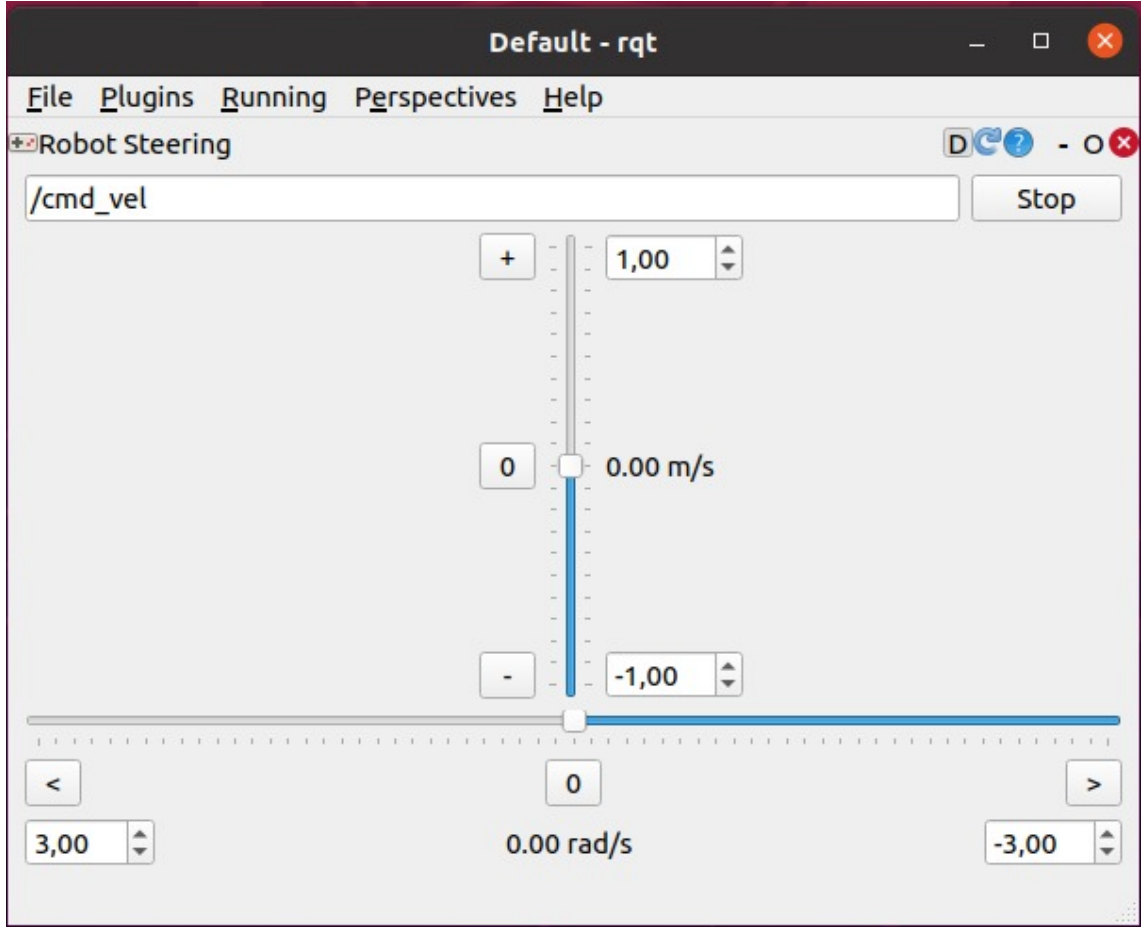 Default - rqt
File Plugins Running Perspectives Help
Robot Steering D ? - O
/cmd_vel Stop
+ 1,00
0 0.00 m/s
- -1,00
< 0 >
3,00 0.00 rad/s -3,00